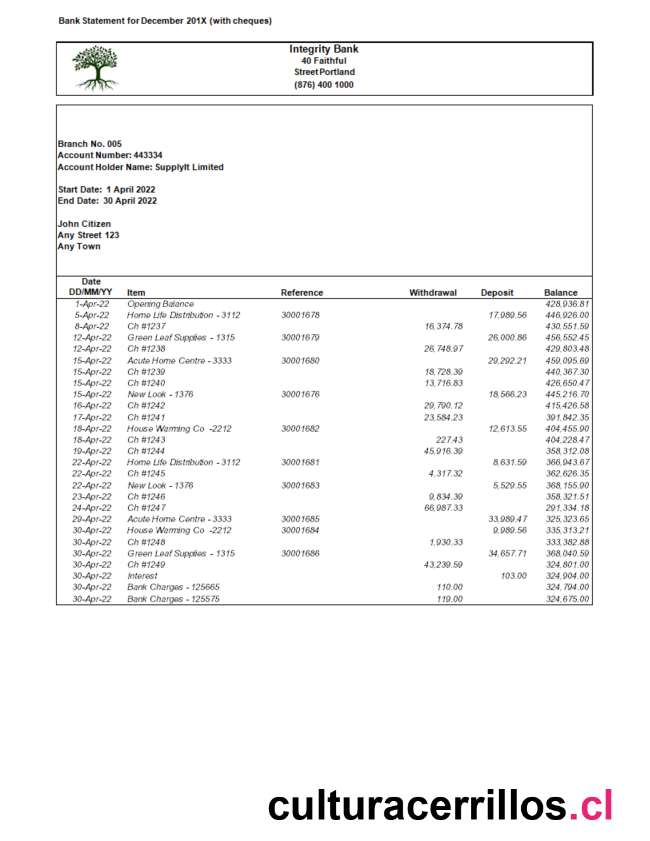 Bank Statement for December 201X (with cheques)
Integrity Bank
40 Faithful
Street Portland
(876) 400 1000
Branch No. 005
Account Number: 443334
Account Holder Name: SupplyIt Limited
Start Date: 1 April 2022
End Date: 30 April 2022
John Citizen
Any Street 123
Any Town
Date
DD/MM/YY Item Reference Withdrawal Deposit Balance
1-Apr-22 Opening Balance 428,936.81
5-Apr-22 Home Life Distribution - 3112 30001678 17,989.56 446,926.00
8-Apr-22 Ch #1237 16,374.78 430,551.59
12-Apr-22 Green Leaf Supplies - 1315 30001679 26,000.86 456,552.45
12-Apr-22 Ch #1238 26,748.97 429,803.48
15-Apr-22 Acute Home Centre - 3333 30001680 29,292.21 459,095.69
15-Apr-22 Ch #1239 18,728.39 440,367.30
15-Apr-22 Ch #1240 13,716.83 426,650.47
15-Apr-22 New Look - 1376 30001676 18,566.23 445,216.70
16-Apr-22 Ch #1242 29,790.12 415,426.58
17-Apr-22 Ch #1241 23,584.23 391,842.35
18-Apr-22 House Warming Co -2212 30001682 12,613.55 404,455.90
18-Apr-22 Ch #1243 227.43 404,228.47
19-Apr-22 Ch #1244 45,916.39 358,312.08
22-Apr-22 Home Life Distribution - 3112 30001681 8,631.59 366,943.67
22-Apr-22 Ch #1245 4,317.32 362,626.35
22-Apr-22 New Look - 1376 30001683 5,529.55 368,155.90
23-Apr-22 Ch #1246 9,834.39 358,321.51
24-Apr-22 Ch #1247 66,987.33 291,334.18
29-Apr-22 Acute Home Centre - 3333 30001685 33,989.47 325,323.65
30-Apr-22 House Warming Co -2212 30001684 9,989.56 335,313.21
30-Apr-22 Ch #1248 1,930.33 333,382.88
30-Apr-22 Green Leaf Supplies - 1315 30001686 34,657.71 368,040.59
30-Apr-22 Ch #1249 43,239.59 324,801.00
30-Apr-22 Interest 103.00 324,904.00
30-Apr-22 Bank Charges - 125665 110.00 324,794.00
30-Apr-22 Bank Charges - 125575 119.00 324,675.00
culturacerrillos.cl